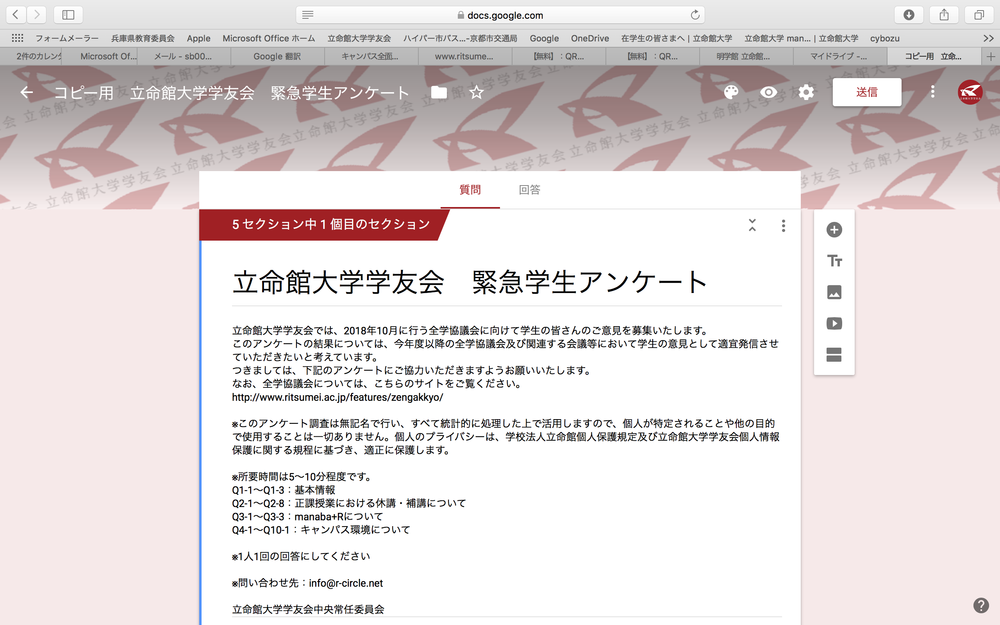 docs.google.com
フォームメーラー 兵庫県教育委員会 Apple Microsoft Office ホーム 立命館大学学友会 ハイパー市バス...-京都市交通局 Google OneDrive 在学生の皆さまへ | 立命館大学 立命館大学 man... | 立命館大学 cybozu
2件のカレンダ Microsoft Of... メール - sb00... Google 翻訳 キャンパス全面... www.ritsume... 【無料】：QR... 【無料】：QR... 明学館 立命館... マイドライブ -... コピー用　立命...
コピー用　立命館大学学友会　緊急学生アンケート
送信
質問 回答
5 セクション中 1 個目のセクション
立命館大学学友会　緊急学生アンケート
立命館大学学友会では、2018年10月に行う全学協議会に向けて学生の皆さんのご意見を募集いたします。
このアンケートの結果については、今年度以降の全学協議会及び関連する会議等において学生の意見として適宜発信させ
ていただきたいと考えています。
つきましては、下記のアンケートにご協力いただきますようお願いいたします。
なお、全学協議会については、こちらのサイトをご覧ください。
http://www.ritsumei.ac.jp/features/zengakkyo/
※このアンケート調査は無記名で行い、すべて統計的に処理した上で活用しますので、個人が特定されることや他の目的
で使用することは一切ありません。個人のプライバシーは、学校法人立命館個人保護規定及び立命館大学学友会個人情報
保護に関する規程に基づき、適正に保護します。
※所要時間は5〜10分程度です。
Q1-1〜Q1-3：基本情報
Q2-1〜Q2-8：正課授業における休講・補講について
Q3-1〜Q3-3：manaba+Rについて
Q4-1〜Q10-1：キャンパス環境について
※1人1回の回答にしてください
※問い合わせ先：info@r-circle.net
立命館大学学友会中央常任委員会